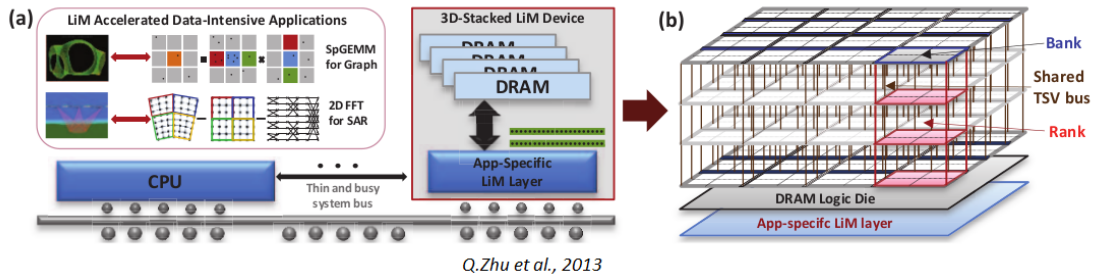 (a)
LiM Accelerated Data-Intensive Applications
SpGEMM
for Graph
2D FFT
for SAR
CPU
Thin and busy
system bus
3D-Stacked LiM Device
DRAM
DRAM
DRAM
DRAM
App-Specific
LiM Layer
(b)
Bank
Shared
TSV bus
Rank
DRAM Logic Die
App-specifc LiM layer
Q.Zhu et al., 2013